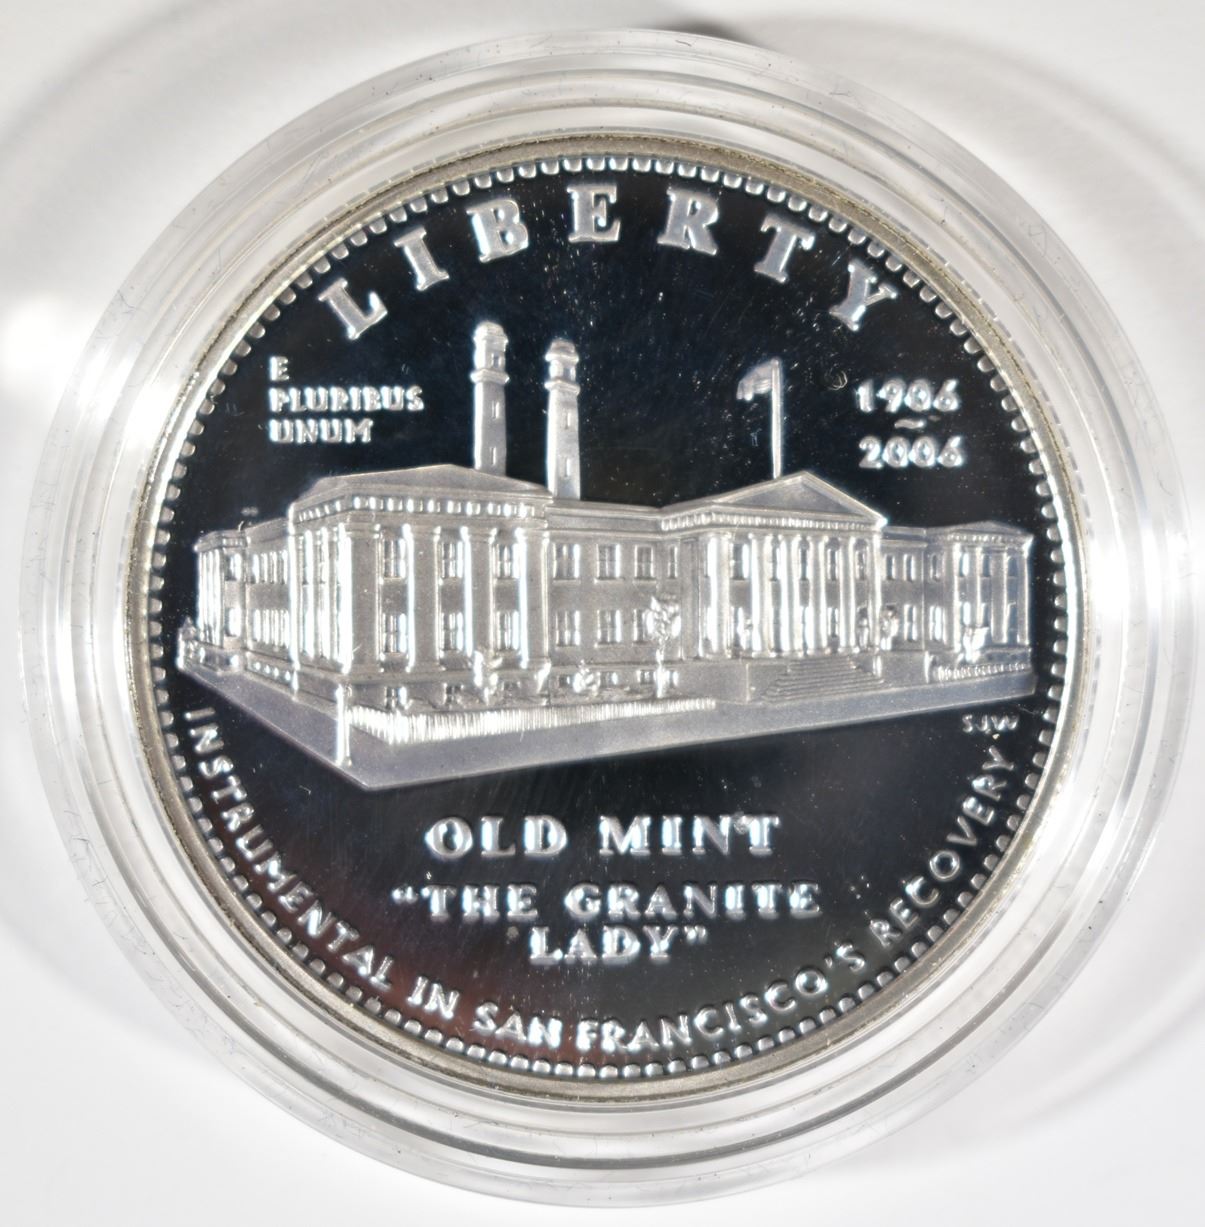 LIBERTY
E
PLURIBUS
UNUM
1906
~
2006
SJW
OLD MINT
"THE GRANITE
LADY"
INSTRUMENTAL IN SAN FRANCISCO'S RECOVERY